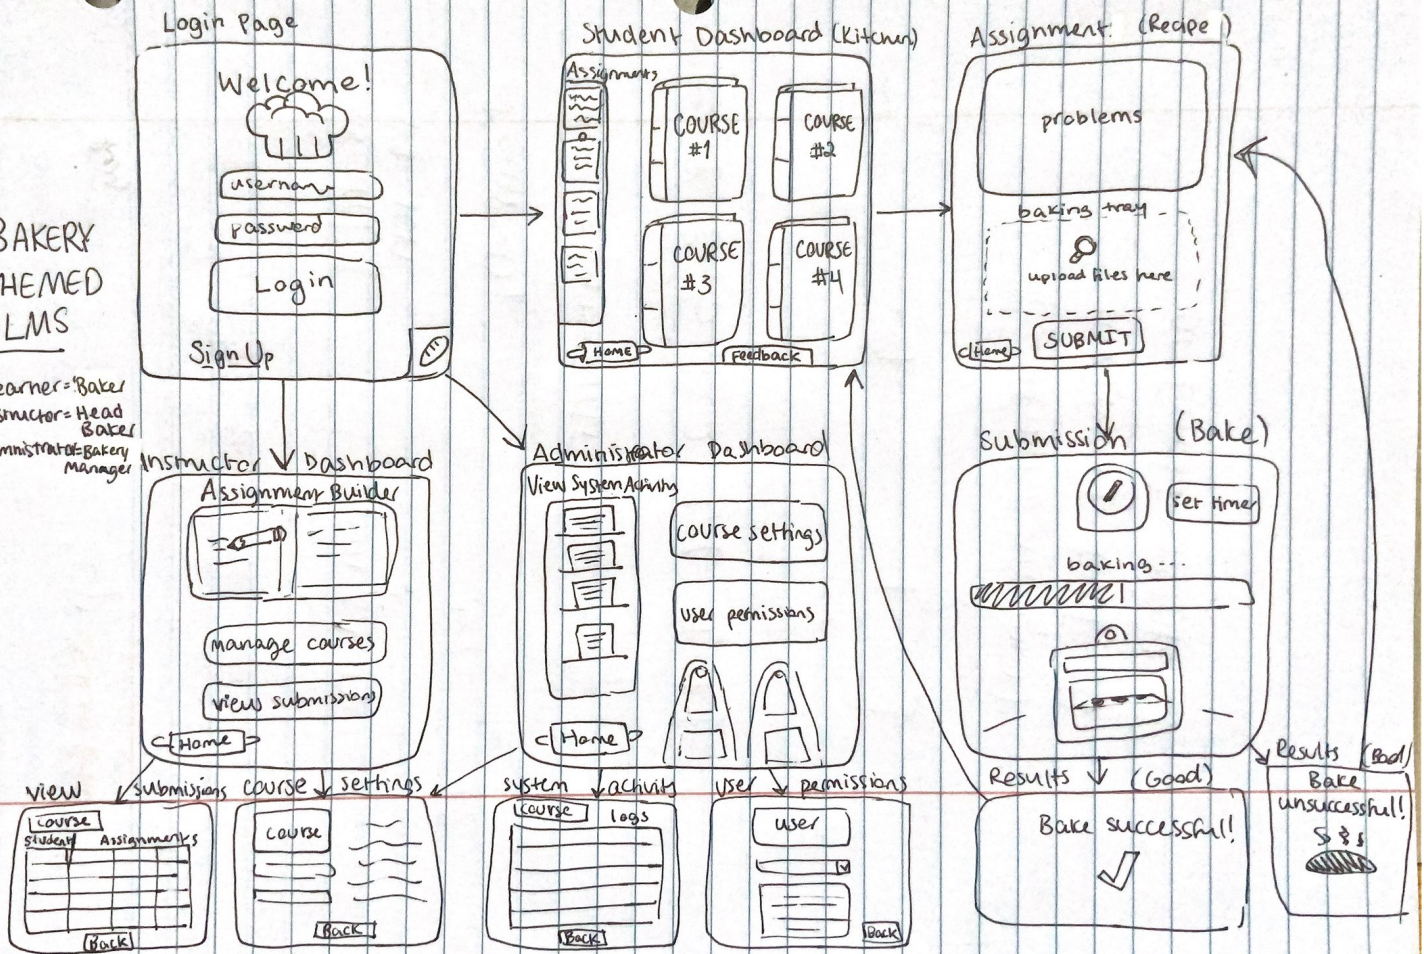 Login Page
Welcome!
username
password
Login
Sign Up
BAKERY
THEMED
LMS
Learner = Baker
Instructor = Head
Baker
Administrator = Bakery
Manager
Student Dashboard (Kitchen)
Assignments
COURSE
#1
COURSE
#2
COURSE
#3
COURSE
#4
HOME
Feedback
Assignment (Recipe)
problems
baking tray
upload files here
Home
SUBMIT
Instructor Dashboard
Assignment Builder
manage courses
view submissions
Home
Administrator Dashboard
View System Activity
course settings
user permissions
Home
Submission (Bake)
set timer
baking...
view submissions
course
Student Assignments
Back
course settings
course
Back
system activity
course logs
Back
user permissions
user
Back
Results (Good)
Bake successful!
Results (Bad)
Bake
unsuccessful!